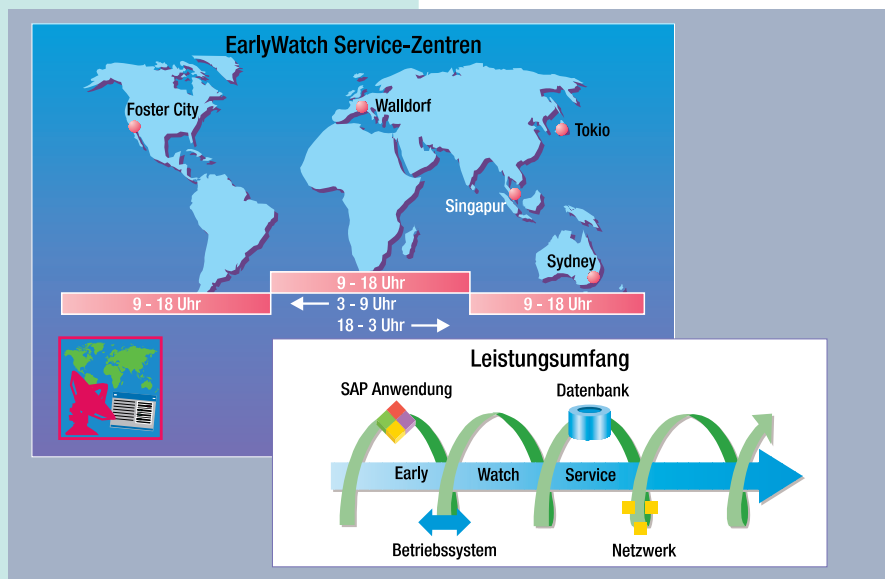 EarlyWatch Service-Zentren
Foster City
Walldorf
Tokio
Singapur
Sydney
9 - 18 Uhr
9 - 18 Uhr
3 - 9 Uhr
9 - 18 Uhr
18 - 3 Uhr
Leistungsumfang
SAP Anwendung
Datenbank
Early Watch Service
Betriebssystem
Netzwerk